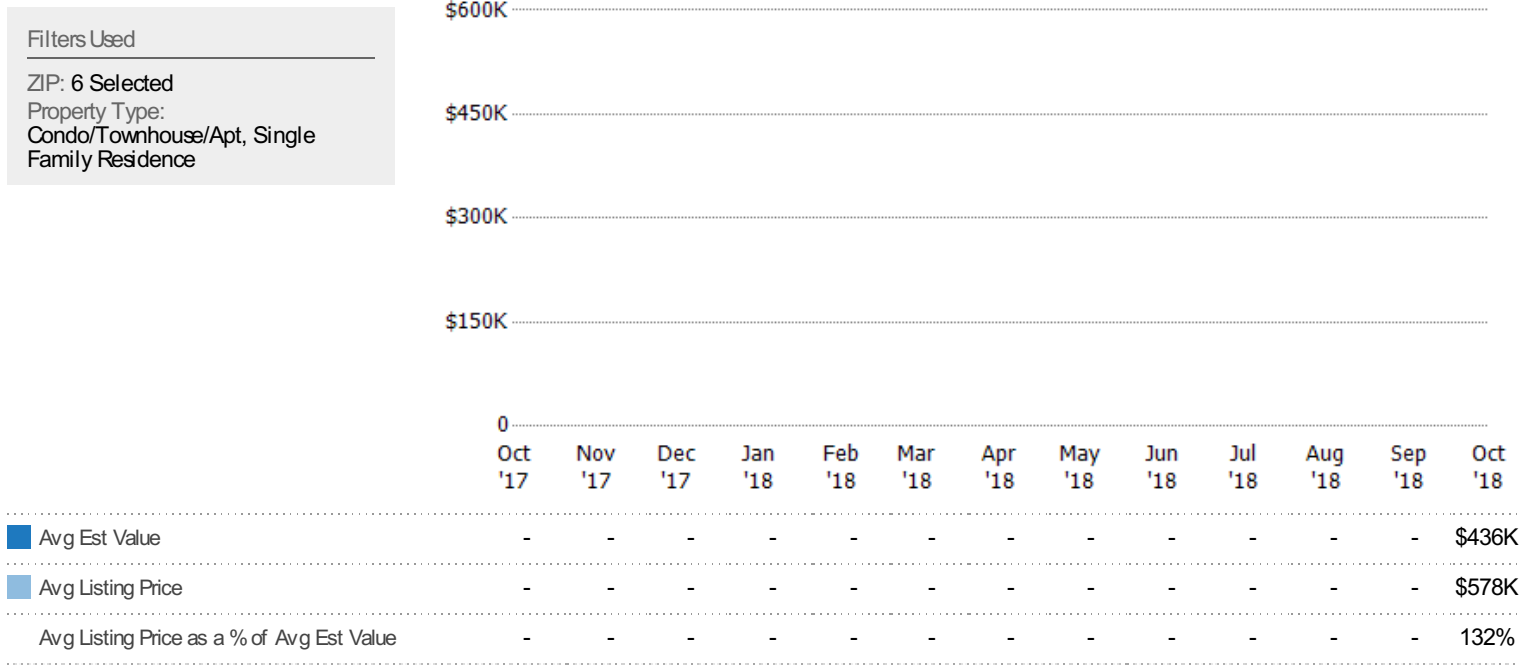 Filters Used
ZIP: 6 Selected
Property Type:
Condo/Townhouse/Apt, Single
Family Residence
$600K
$450K
$300K
$150K
0
Oct Nov Dec Jan Feb Mar Apr May Jun Jul Aug Sep Oct
'17 '17 '17 '18 '18 '18 '18 '18 '18 '18 '18 '18 '18
Avg Est Value - - - - - - - - - - - - $436K
Avg Listing Price - - - - - - - - - - - - $578K
Avg Listing Price as a % of Avg Est Value - - - - - - - - - - - - 132%